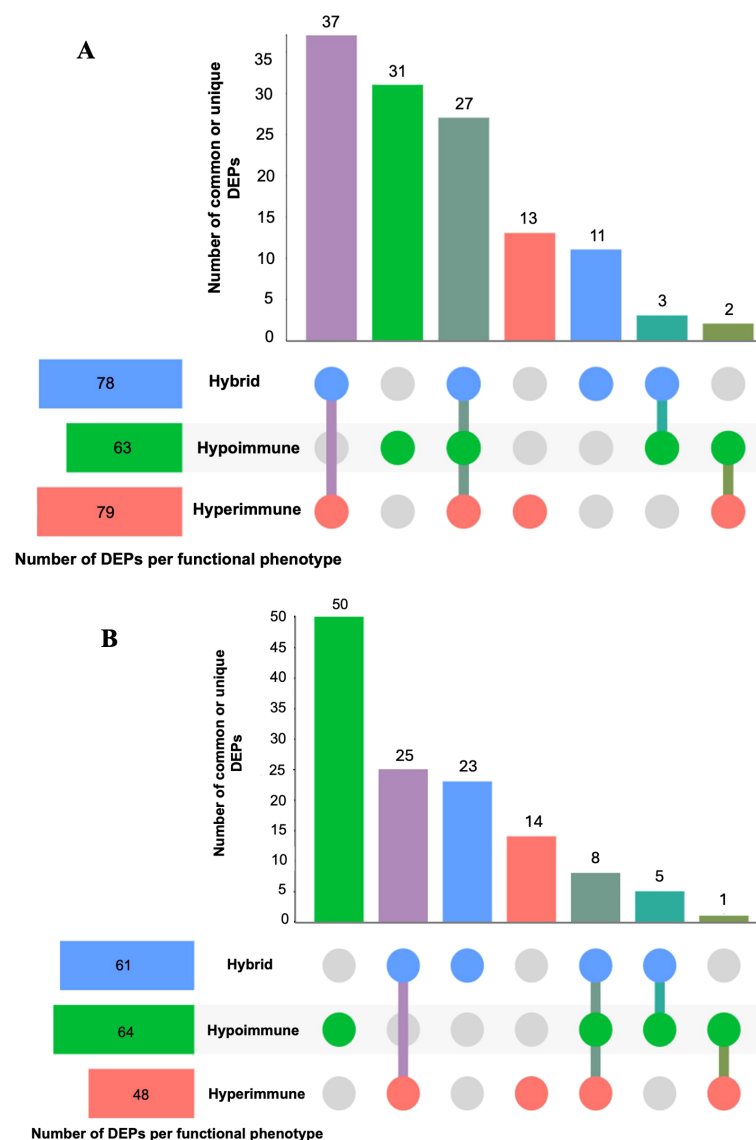 A
Number of common or unique
DEPs
37
31
27
13
11
3
2
35
30
25
20
15
10
5
0
78
Hybrid
63
Hypoimmune
79
Hyperimmune
Number of DEPs per functional phenotype
B
Number of common or unique
DEPs
50
25
23
14
8
5
1
50
45
40
35
30
25
20
15
10
5
0
61
Hybrid
64
Hypoimmune
48
Hyperimmune
Number of DEPs per functional phenotype